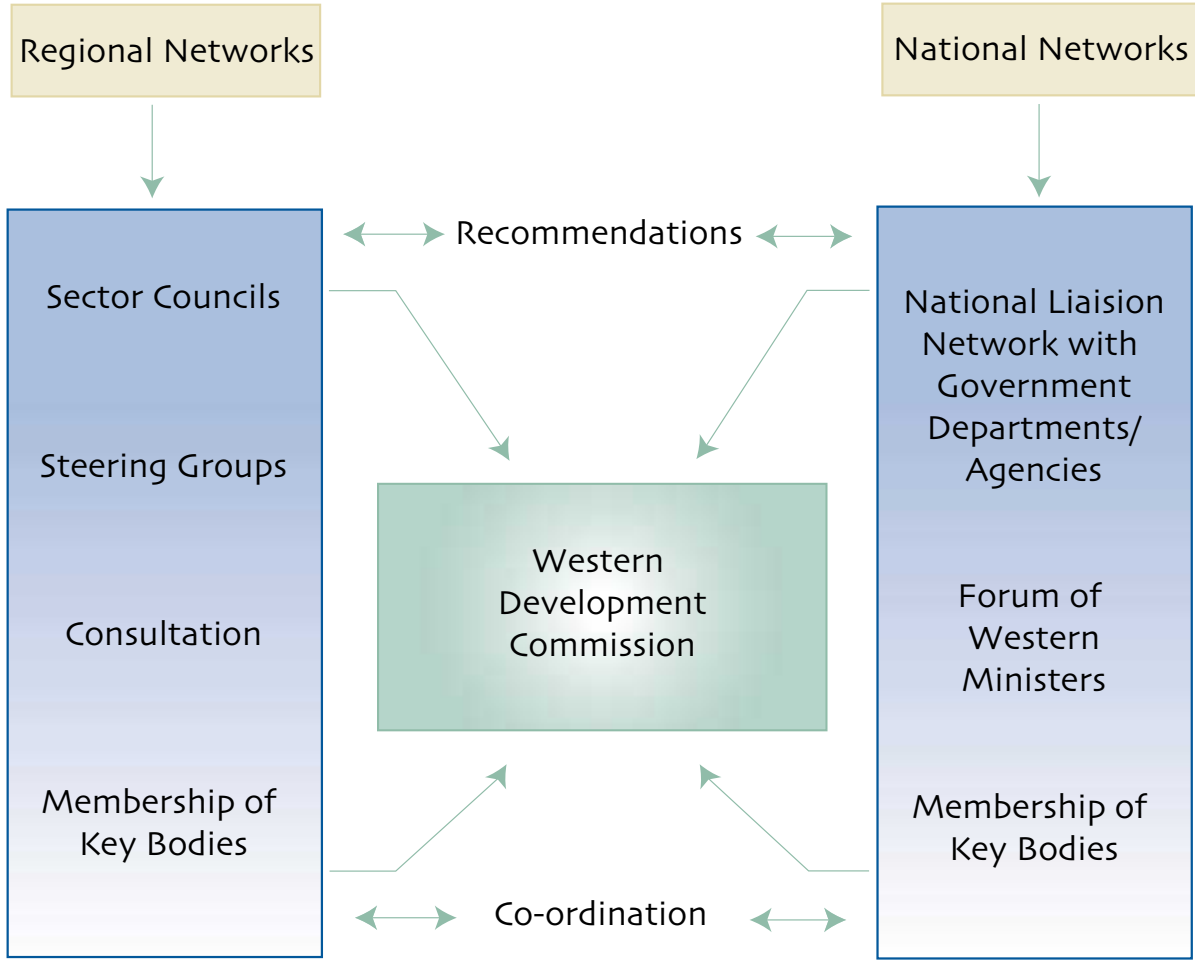 Regional Networks
National Networks
Recommendations
Sector Councils
Steering Groups
Consultation
Membership of
Key Bodies
Western
Development
Commission
National Liaision
Network with
Government
Departments/
Agencies
Forum of
Western
Ministers
Membership of
Key Bodies
Co-ordination